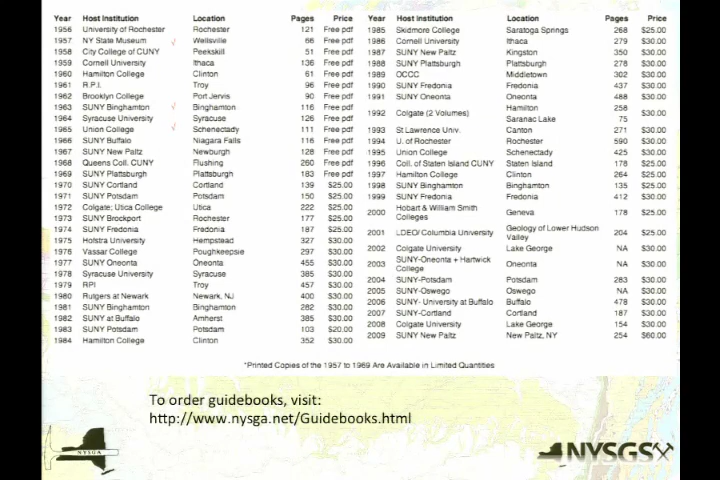 Year Host Institution Location Pages Price
1956 University of Rochester Rochester 121 Free pdf
1957 NY State Museum Wellsville 66 Free pdf
1958 City College of CUNY Peekskill 51 Free pdf
1959 Cornell University Ithaca 136 Free pdf
1960 Hamilton College Clinton 61 Free pdf
1961 R.P.I. Troy 96 Free pdf
1962 Brooklyn College Port Jervis 90 Free pdf
1963 SUNY Binghamton Binghamton 116 Free pdf
1964 Syracuse University Syracuse 126 Free pdf
1965 Union College Schenectady 111 Free pdf
1966 SUNY Buffalo Niagara Falls 116 Free pdf
1967 SUNY New Paltz Newburgh 128 Free pdf
1968 Queens Coll. CUNY Flushing 260 Free pdf
1969 SUNY Plattsburgh Plattsburgh 183 Free pdf
1970 SUNY Cortland Cortland 139 $25.00
1971 SUNY Potsdam Potsdam 150 $25.00
1972 Colgate; Utica College Utica 222 $25.00
1973 SUNY Brockport Rochester 177 $25.00
1974 SUNY Fredonia Fredonia 187 $25.00
1975 Hofstra University Hempstead 327 $30.00
1976 Vassar College Poughkeepsie 297 $30.00
1977 SUNY Oneonta Oneonta 455 $30.00
1978 Syracuse University Syracuse 385 $30.00
1979 RPI Troy 457 $30.00
1980 Rutgers at Newark Newark, NJ 400 $30.00
1981 SUNY Binghamton Binghamton 282 $30.00
1982 SUNY at Buffalo Amherst 385 $30.00
1983 SUNY Potsdam Potsdam 103 $20.00
1984 Hamilton College Clinton 352 $30.00
Year Host Institution Location Pages Price
1985 Skidmore College Saratoga Springs 268 $25.00
1986 Cornell University Ithaca 279 $30.00
1987 SUNY New Paltz Kingston 350 $30.00
1988 SUNY Plattsburgh Plattsburgh 278 $30.00
1989 OCCC Middletown 302 $30.00
1990 SUNY Fredonia Fredonia 437 $30.00
1991 SUNY Oneonta Oneonta 488 $30.00
Hamilton 258
1992 Colgate (2 Volumes) $30.00
Saranac Lake 75
1993 St Lawrence Univ. Canton 271 $30.00
1994 U. of Rochester Rochester 590 $30.00
1995 Union College Schenectady 425 $30.00
1996 Coll. of Staten Island CUNY Staten Island 178 $25.00
1997 Hamilton College Clinton 264 $25.00
1998 SUNY Binghamton Binghamton 135 $25.00
1999 SUNY Fredonia Fredonia 412 $30.00
2000 Hobart & William Smith
Colleges Geneva 178 $25.00
2001 LDEO/Columbia University Geology of Lower Hudson
Valley 204 $25.00
2002 Colgate University Lake George NA $30.00
2003 SUNY-Oneonta + Hartwick
College Oneonta NA $30.00
2004 SUNY-Potsdam Potsdam 283 $30.00
2005 SUNY-Oswego Oswego NA $30.00
2006 SUNY- University at Buffalo Buffalo 478 $30.00
2007 SUNY-Cortland Cortland 187 $30.00
2008 Colgate University Lake George 154 $30.00
2009 SUNY New Paltz New Paltz, NY 254 $60.00
*Printed Copies of the 1957 to 1969 Are Available in Limited Quantities
To order guidebooks, visit:
http://www.nysga.net/Guidebooks.html
NYSGA
NYSGS